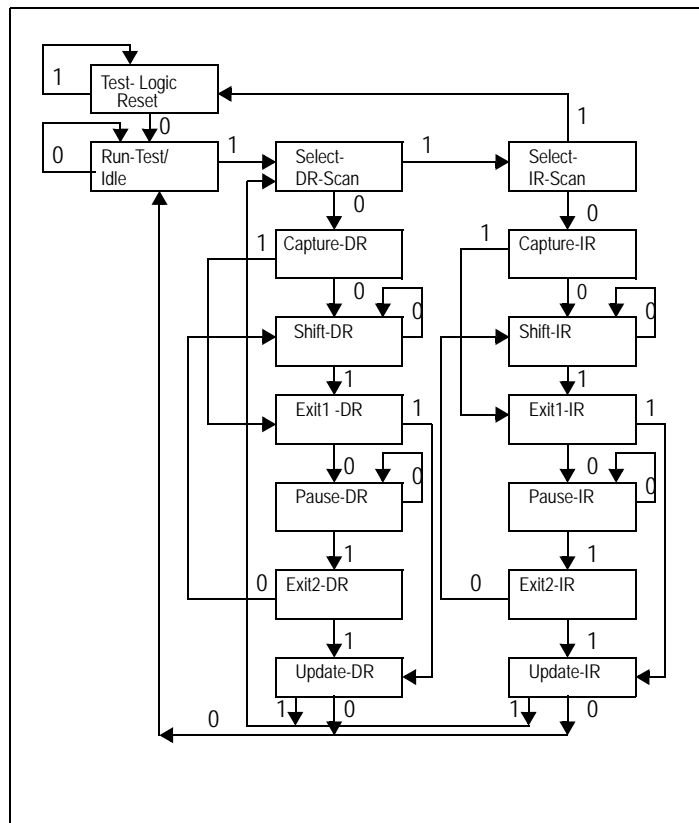 1
Test- Logic
Reset
0
1
0
Run-Test/
Idle
1
Select-
DR-Scan
1
Select-
IR-Scan
0
0
1
Capture-DR
1
Capture-IR
0
0
Shift-DR
0
Shift-IR
0
1
1
Exit1 -DR
1
Exit1-IR
1
0
0
Pause-DR
0
Pause-IR
0
1
1
0
Exit2-DR
0
Exit2-IR
1
1
Update-DR
Update-IR
1
0
1
0
0